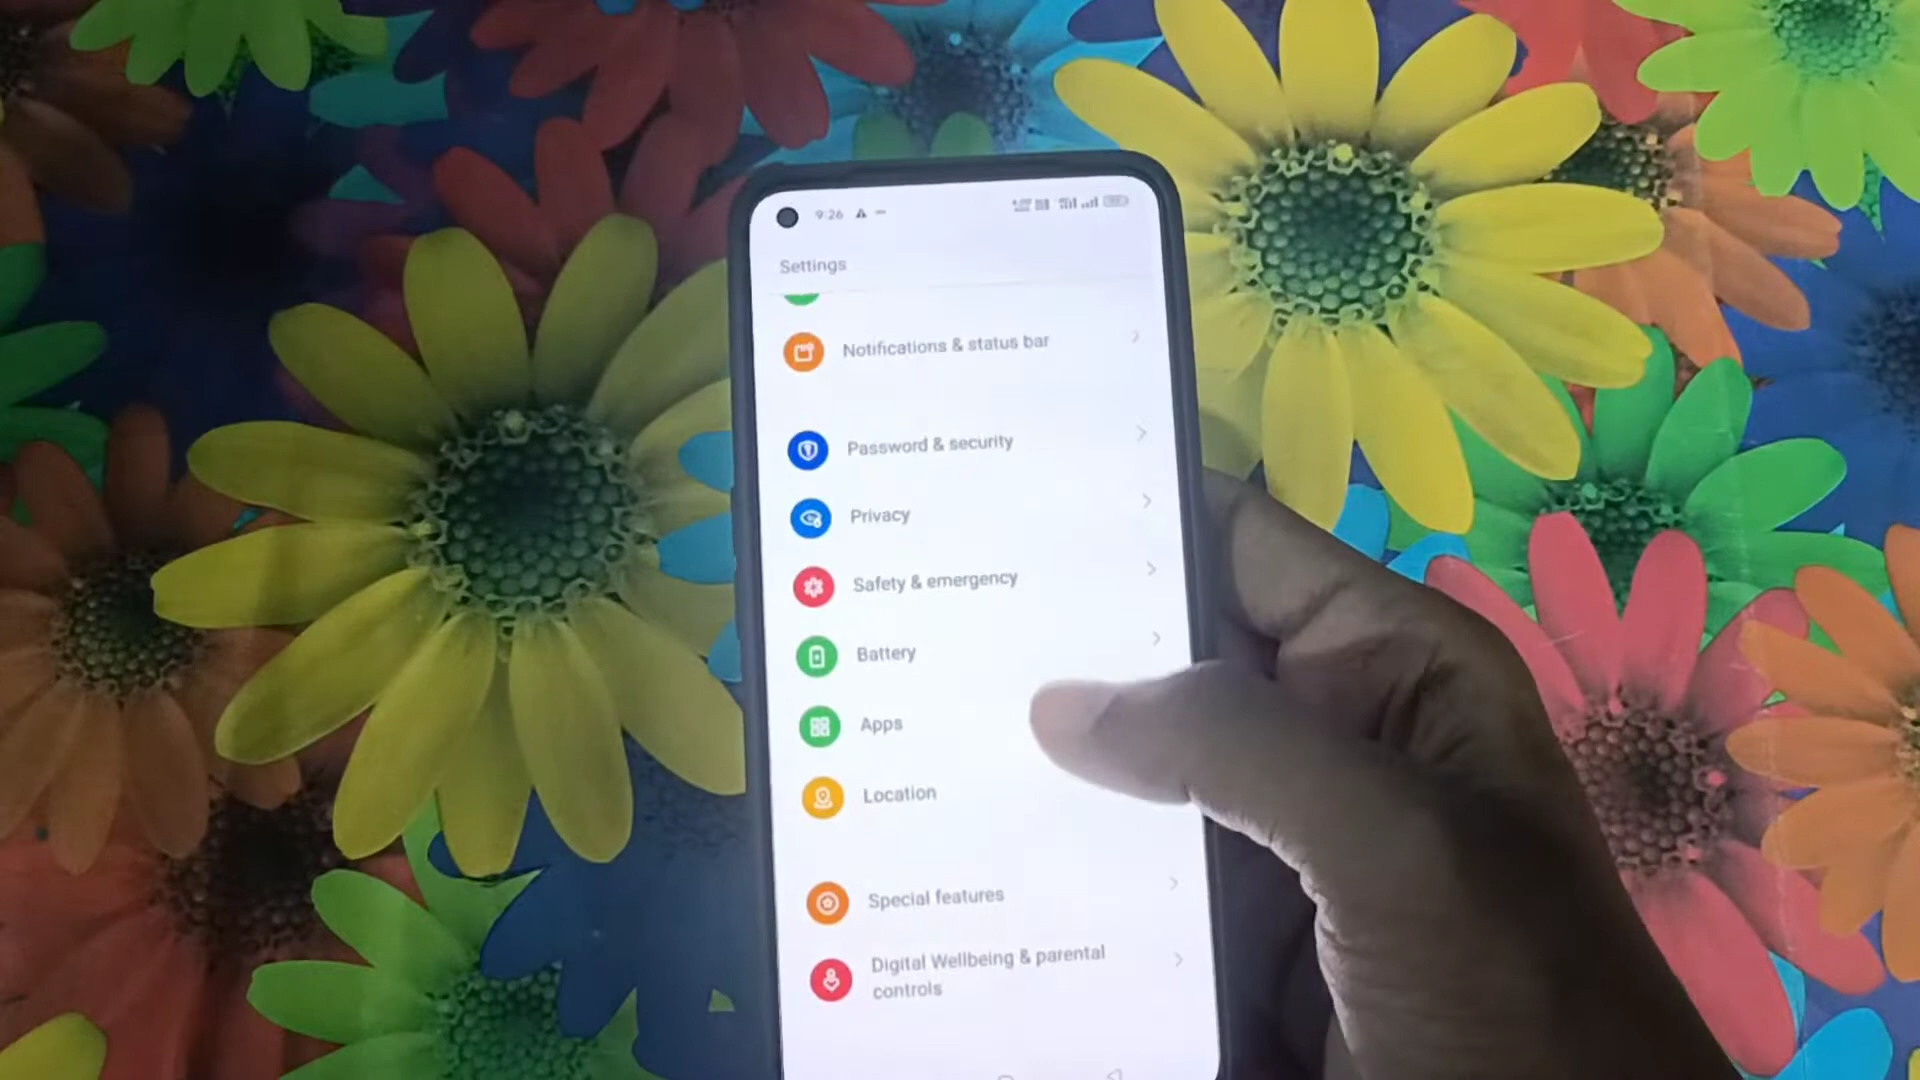 9:26
Settings
Notifications & status bar
Password & security
Privacy
Safety & emergency
Battery
Apps
Location
Special features
Digital Wellbeing & parental
controls